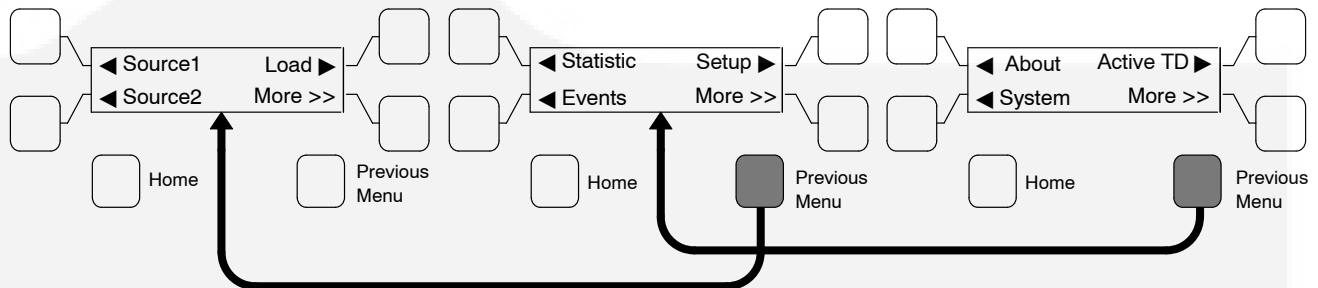 ◀ Source1 Load ▶
◀ Source2 More >>
Home
Previous
Menu
◀ Statistic Setup ▶
◀ Events More >>
Home
Previous
Menu
◀ About Active TD ▶
◀ System More >>
Home
Previous
Menu